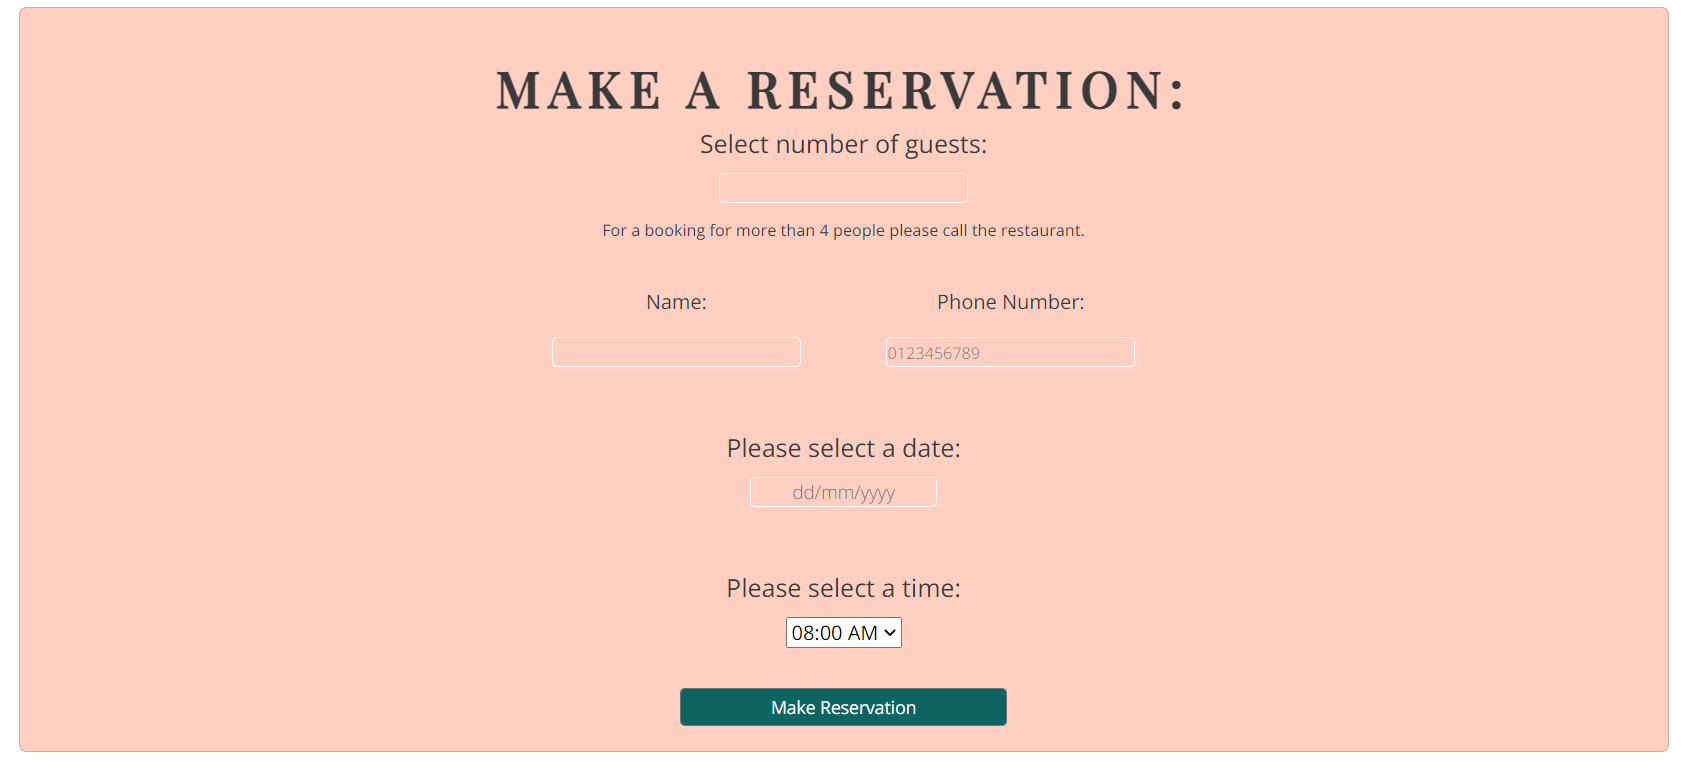 MAKE A RESERVATION:
Select number of guests:
For a booking for more than 4 people please call the restaurant.
Name: Phone Number:
0123456789
Please select a date:
dd/mm/yyyy
Please select a time:
08:00 AM
Make Reservation